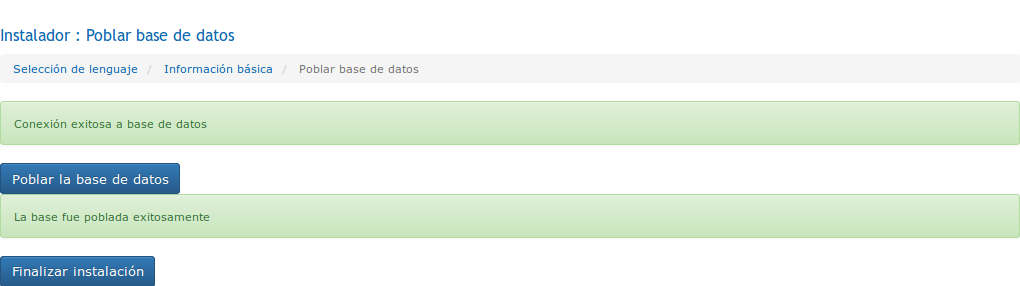 Instalador : Poblar base de datos
Selección de lenguaje / Información básica / Poblar base de datos
Conexión exitosa a base de datos
Poblar la base de datos
La base fue poblada exitosamente
Finalizar instalación